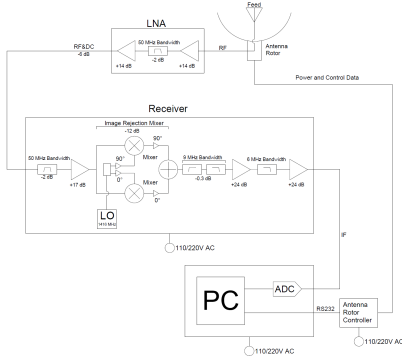 Feed
LNA
50 MHz Bandwidth
-2 dB
+14 dB
+14 dB
RF&DC
-6 dB
RF
Antenna
Rotor
Power and Control Data
Receiver
Image Rejection Mixer
-12 dB
90°
90°
Mixer
Mixer
0°
0°
50 MHz Bandwidth
-2 dB
+17 dB
9 MHz Bandwidth
-0.3 dB
+24 dB
6 MHz Bandwidth
+24 dB
LO
1416 MHz
110/220V AC
IF
PC
ADC
RS232
Antenna
Rotor
Controller
110/220V AC
110/220V AC